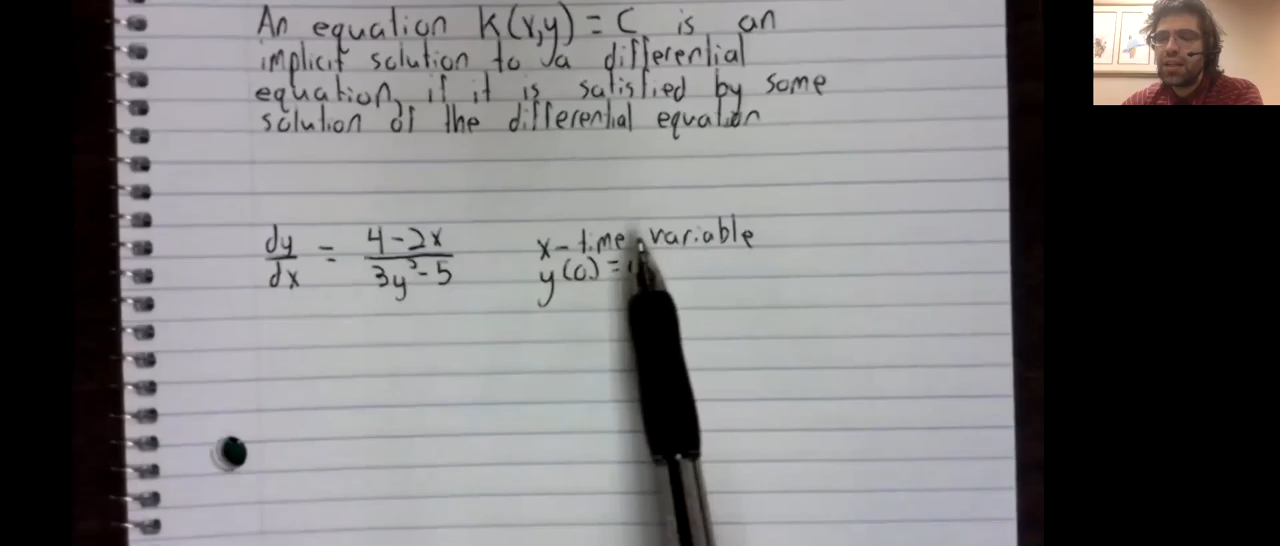 An equation K(x,y) = C is an
implicit solution to a differential
equation, if it is satisfied by some
solution of the differential equation
dy/dx = (4-2x)/(3y²-5)
x - time variable
y(0) =